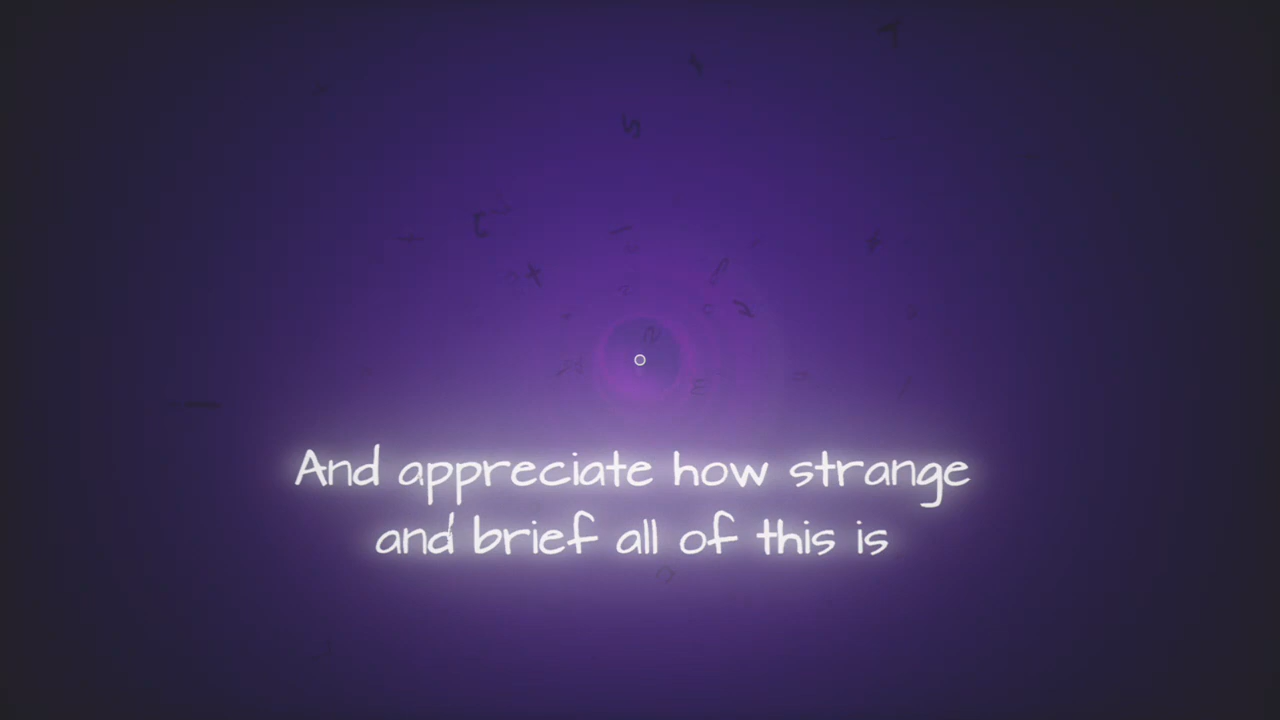 And appreciate how strange
and brief all of this is